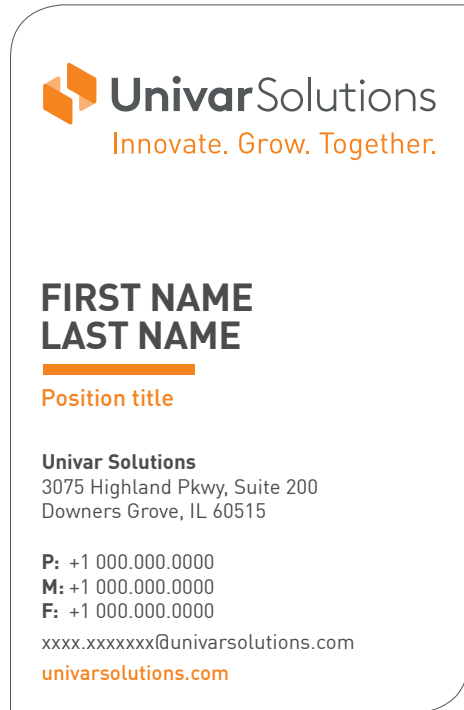 UnivarSolutions
Innovate. Grow. Together.
FIRST NAME
LAST NAME
Position title
Univar Solutions
3075 Highland Pkwy, Suite 200
Downers Grove, IL 60515
P: +1 000.000.0000
M: +1 000.000.0000
F: +1 000.000.0000
xxxx.xxxxxxx@univarsolutions.com
univarsolutions.com